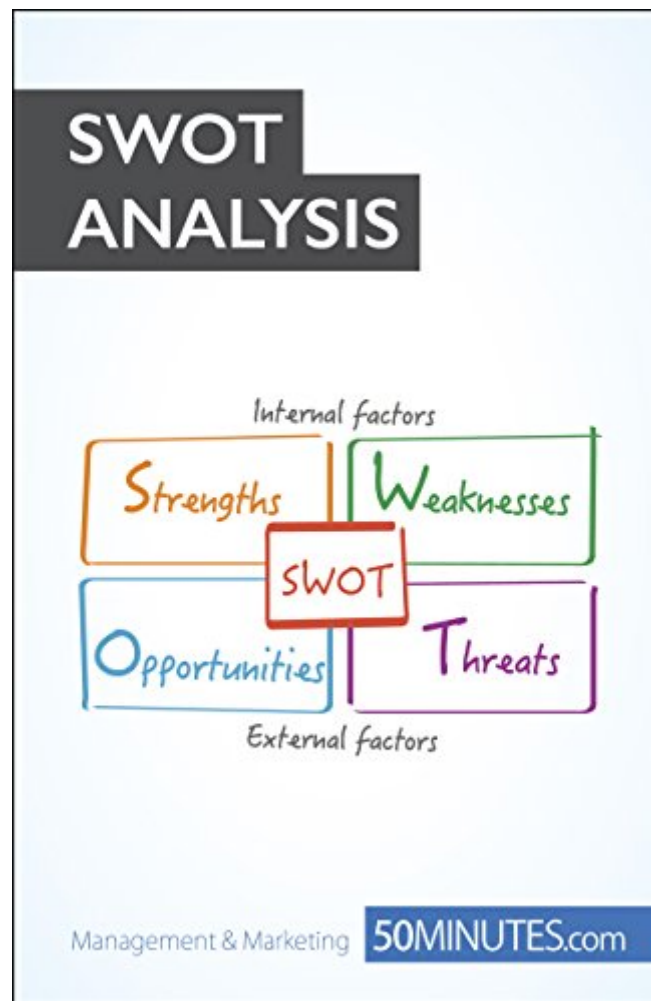 SWOT
ANALYSIS
Internal factors
Strengths
Weaknesses
SWOT
Opportunities
Threats
External factors
Management & Marketing
50MINUTES.com